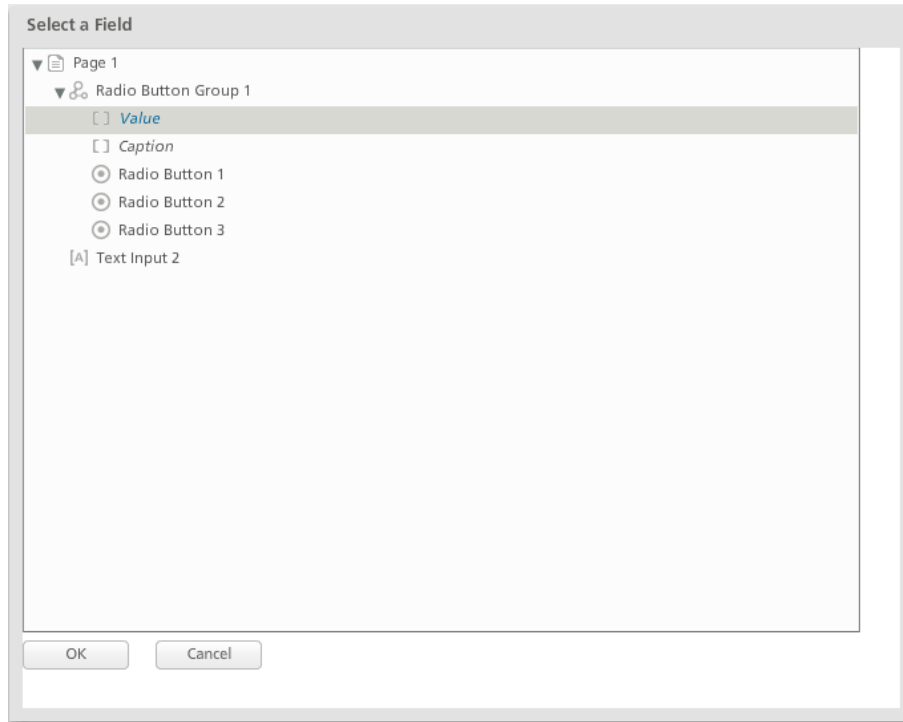 Select a Field
Page 1
Radio Button Group 1
[ ] Value
[ ] Caption
Radio Button 1
Radio Button 2
Radio Button 3
[A] Text Input 2
OK
Cancel